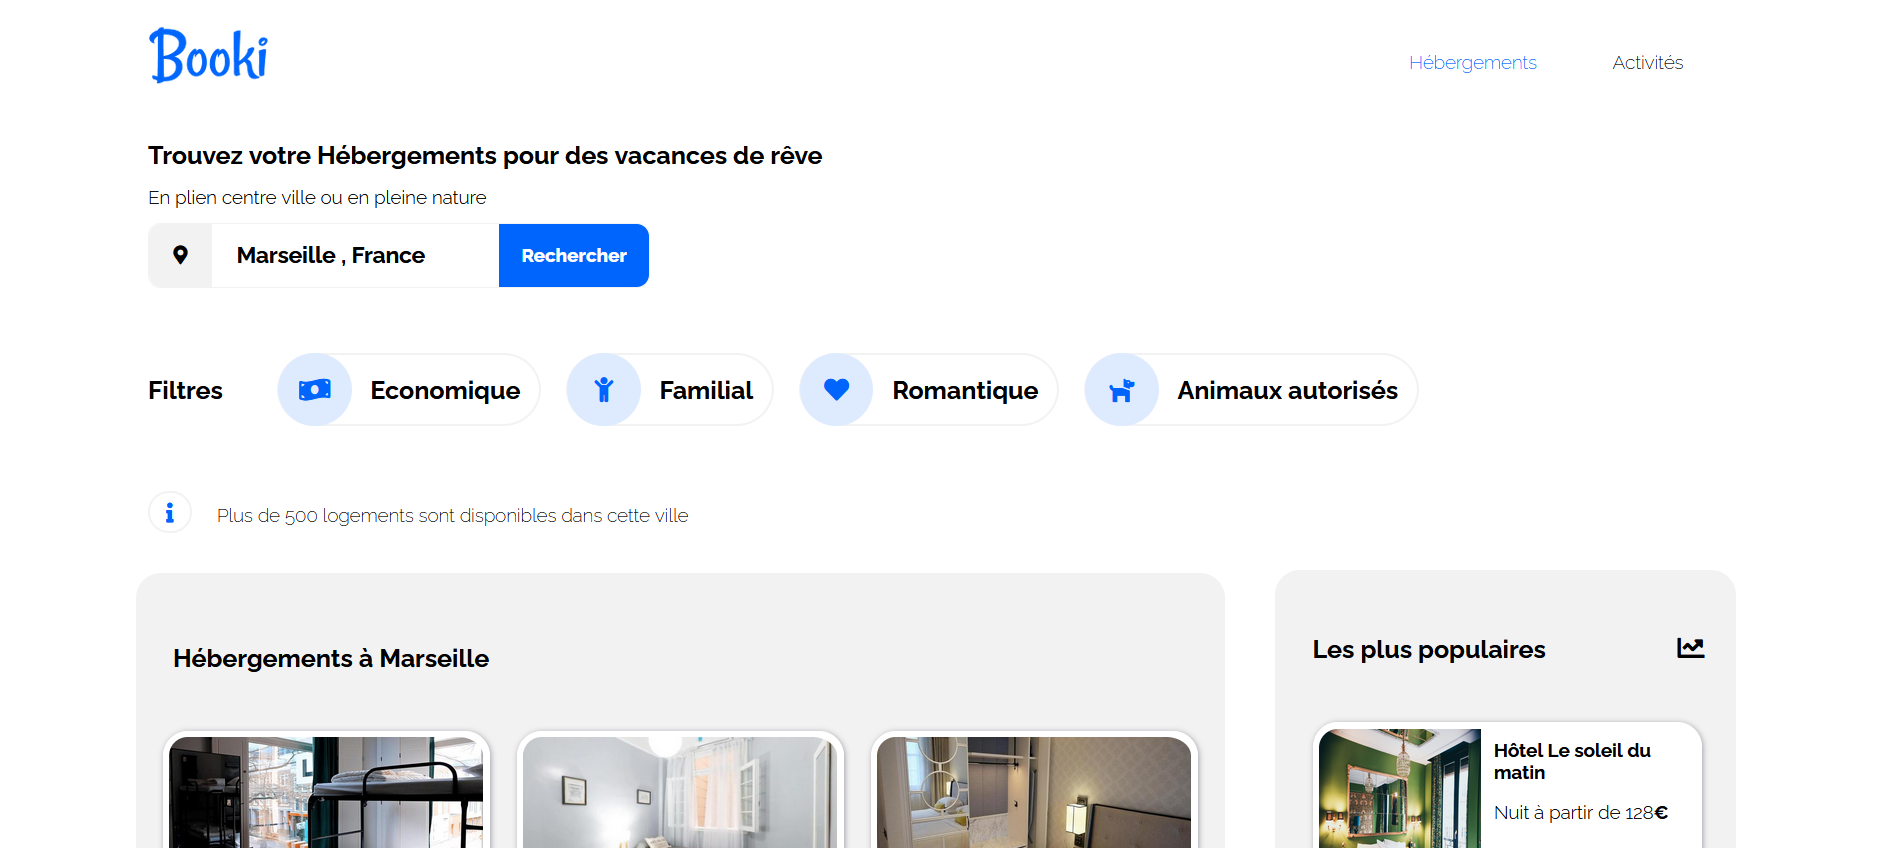 Booki
Hébergements
Activités
Trouvez votre Hébergements pour des vacances de rêve
En plien centre ville ou en pleine nature
Marseille , France
Rechercher
Filtres
Economique
Familial
Romantique
Animaux autorisés
Plus de 500 logements sont disponibles dans cette ville
Hébergements à Marseille
Les plus populaires
Hôtel Le soleil du
matin
Nuit à partir de 128€